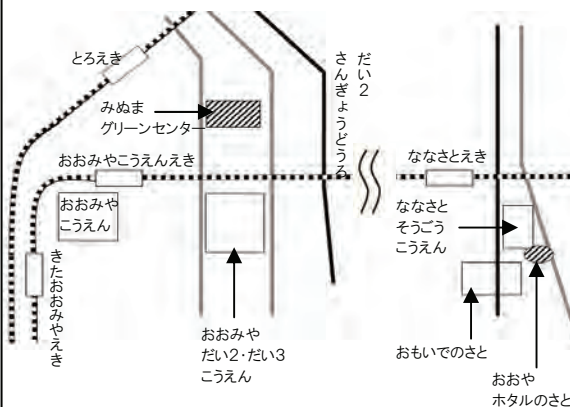 とろえき
みぬま
グリーンセンター
おおみやこうえんえき
おおみや
こうえん
きたおおみやえき
おおみや
だい2・だい3
こうえん
だい2
さんぎょうどうろ
ななさとえき
ななさと
そうごう
こうえん
おもいでのさと
おおや
ホタルのさと